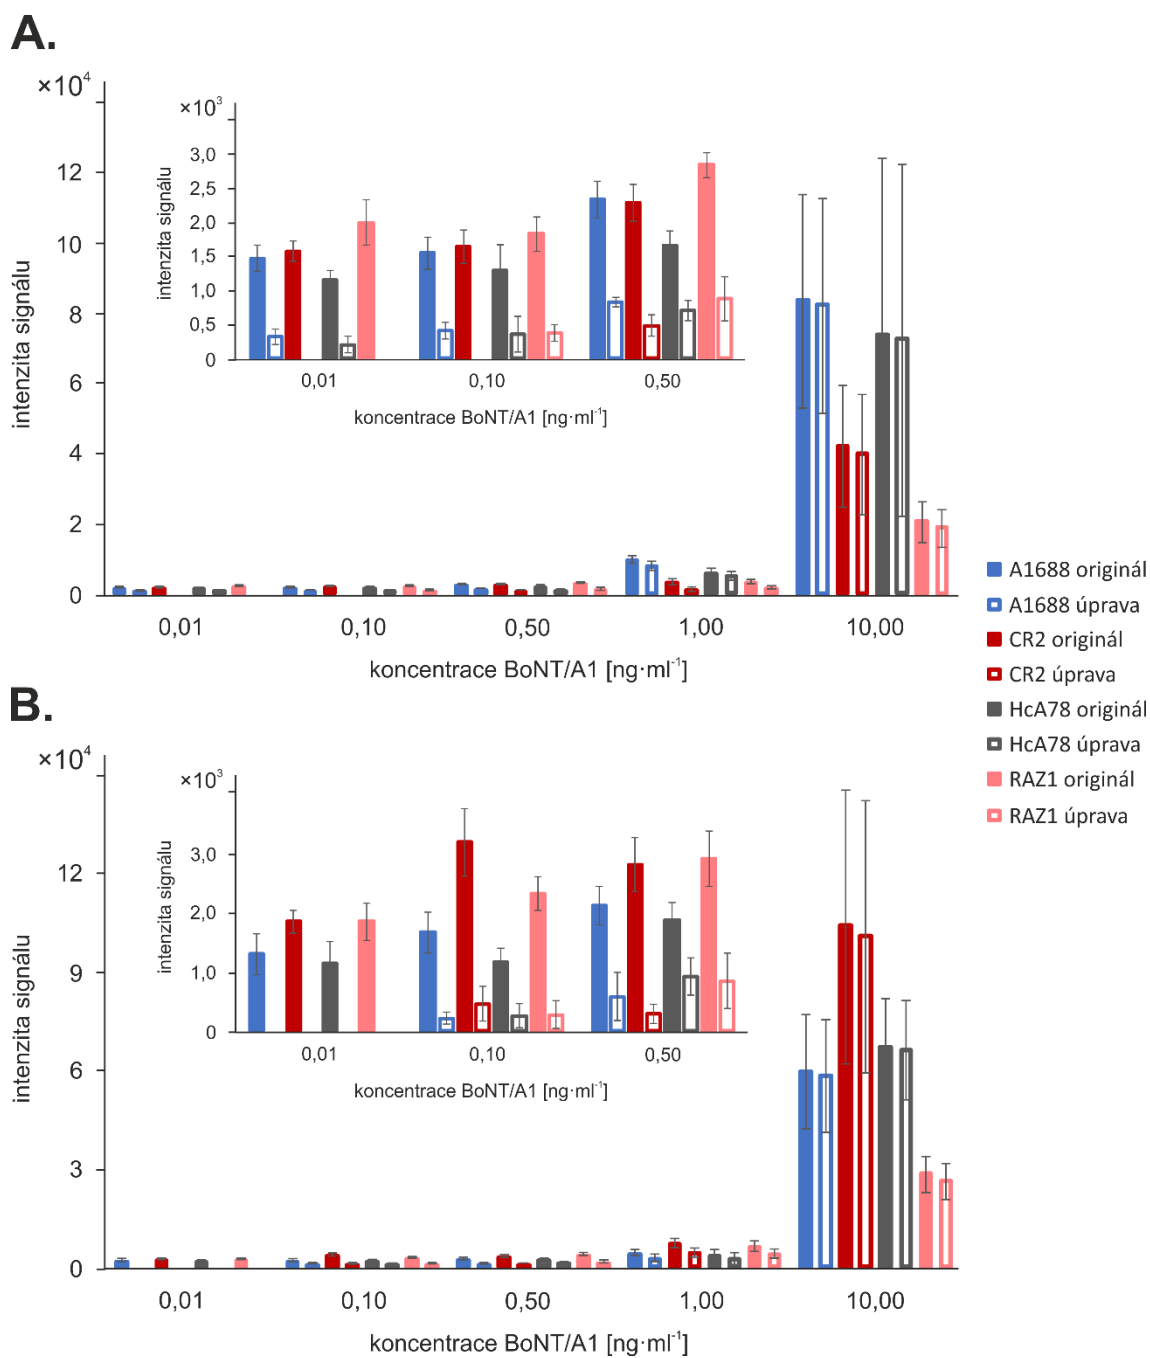 A.
×10⁴
12
10
8
6
4
2
0
intenzita signálu
×10³
3,0
2,5
2,0
1,5
1,0
0,5
0
intenzita signálu
0,01 0,10 0,50
koncentrace BoNT/A1 [ng·ml⁻¹]
0,01 0,10 0,50 1,00 10,00
koncentrace BoNT/A1 [ng·ml⁻¹]
A1688 originál
A1688 úprava
CR2 originál
CR2 úprava
HcA78 originál
HcA78 úprava
RAZ1 originál
RAZ1 úprava
B.
×10⁴
12
9
6
3
0
intenzita signálu
×10³
3,0
2,0
1,0
0
intenzita signálu
0,01 0,10 0,50
koncentrace BoNT/A1 [ng·ml⁻¹]
0,01 0,10 0,50 1,00 10,00
koncentrace BoNT/A1 [ng·ml⁻¹]